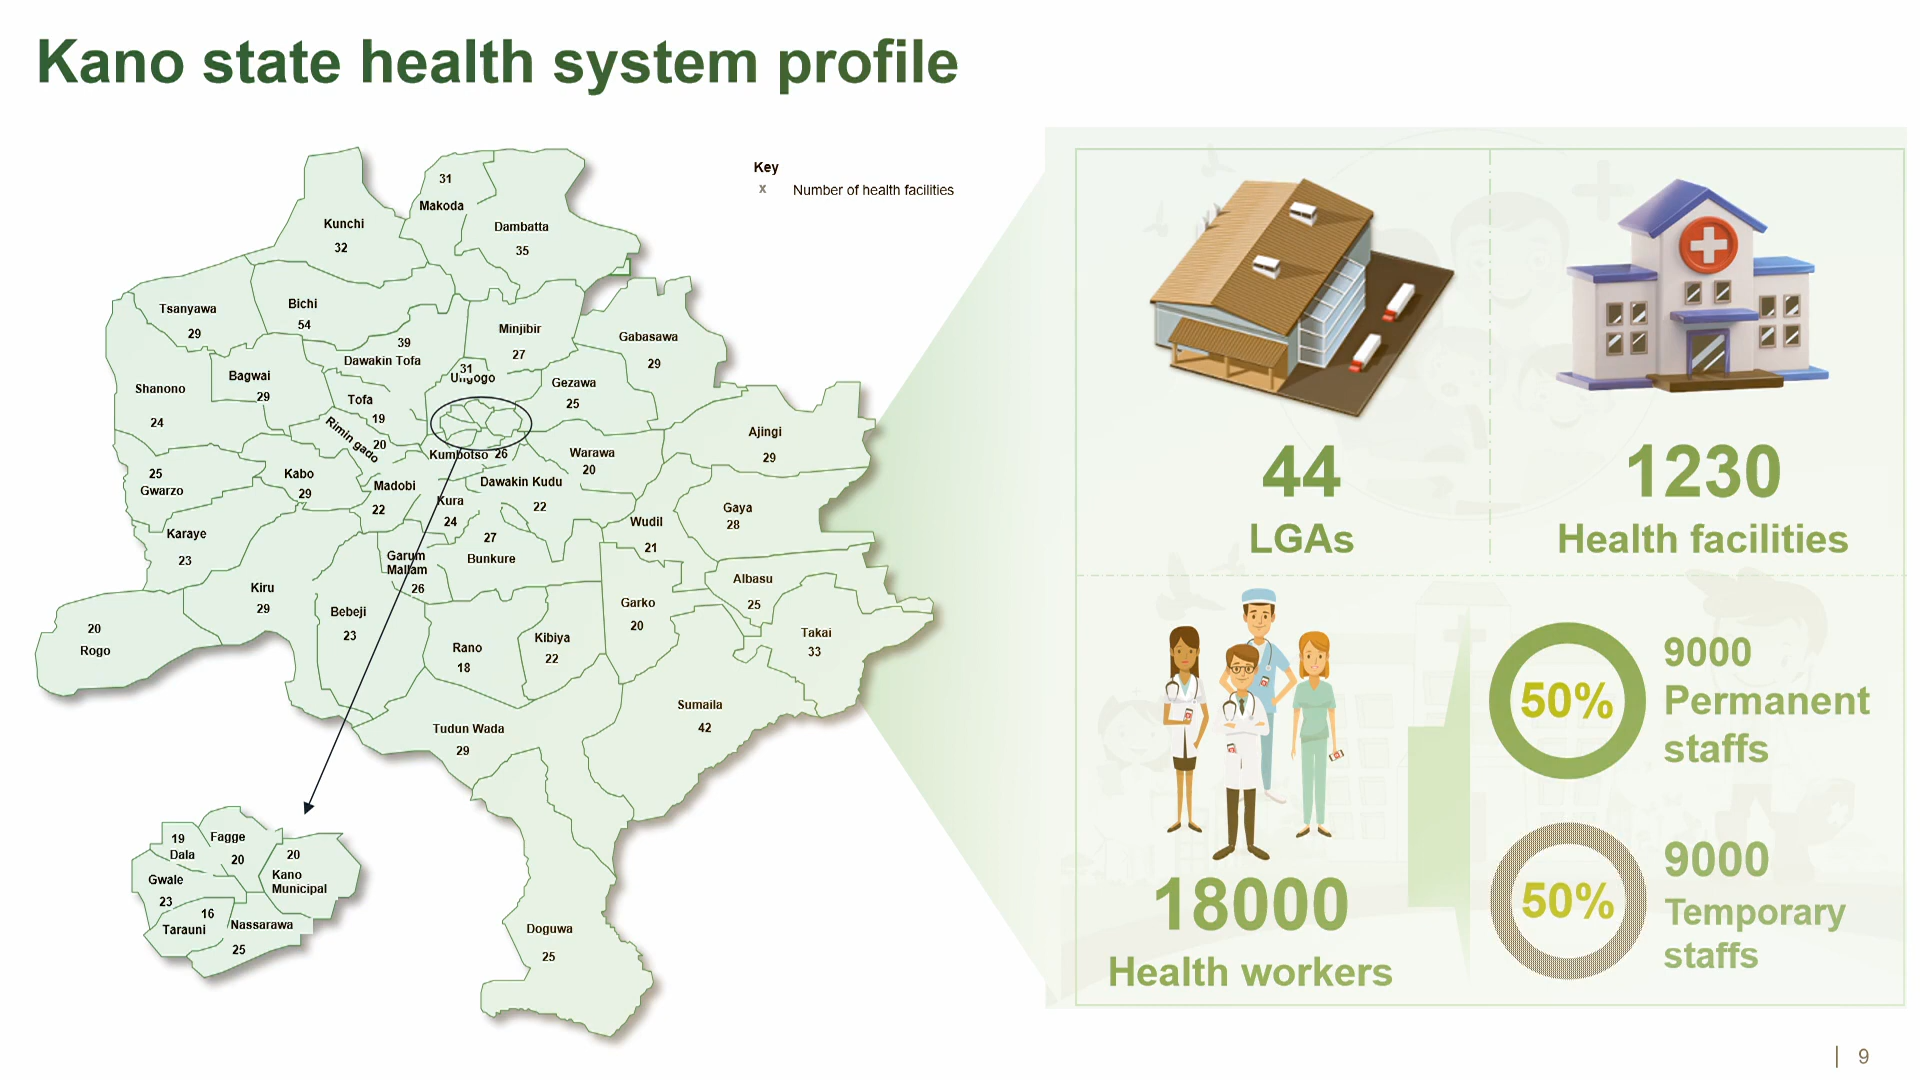 Kano state health system profile
Key
x Number of health facilities
31
Makoda
Kunchi
32
Dambatta
35
Tsanyawa
29
Bichi
54
39
Dawakin Tofa
Minjibir
27
Gabasawa
29
31
Ungogo
Shanono
24
Bagwai
29
Tofa
19
Rimin gado
20
Gezawa
25
Ajingi
29
Kumbotso 26
Warawa
20
25
Gwarzo
Kabo
29
Madobi
22
Kura
24
Dawakin Kudu
22
Gaya
28
Wudil
21
Karaye
23
27
Bunkure
Garum
Mallam
26
Kiru
29
Bebeji
23
Albasu
25
Garko
20
Takai
33
20
Rogo
Rano
18
Kibiya
22
Sumaila
42
Tudun Wada
29
Doguwa
25
19
Dala
Fagge
20
20
Kano
Municipal
Gwale
23
16
Tarauni
Nassarawa
25
44
LGAs
1230
Health facilities
18000
Health workers
50%
9000
Permanent
staffs
50%
9000
Temporary
staffs
9